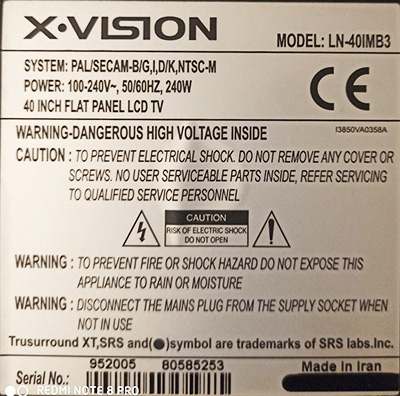 X·VISION
MODEL: LN-40IMB3
SYSTEM: PAL/SECAM-B/G,I,D/K,NTSC-M
POWER: 100-240V~, 50/60HZ, 240W
40 INCH FLAT PANEL LCD TV
CE
WARNING-DANGEROUS HIGH VOLTAGE INSIDE
I3850VA0358A
CAUTION : TO PREVENT ELECTRICAL SHOCK. DO NOT REMOVE ANY COVER OR
SCREWS. NO USER SERVICEABLE PARTS INSIDE, REFER SERVICING
TO QUALIFIED SERVICE PERSONNEL
CAUTION
RISK OF ELECTRIC SHOCK
DO NOT OPEN
WARNING : TO PREVENT FIRE OR SHOCK HAZARD DO NOT EXPOSE THIS
APPLIANCE TO RAIN OR MOISTURE
WARNING : DISCONNECT THE MAINS PLUG FROM THE SUPPLY SOCKET WHEN
NOT IN USE
Trusurround XT,SRS and(●)symbol are trademarks of SRS labs.Inc.
952005 80585253
Serial No.:
Made in Iran
REDMI NOTE 8 PRO